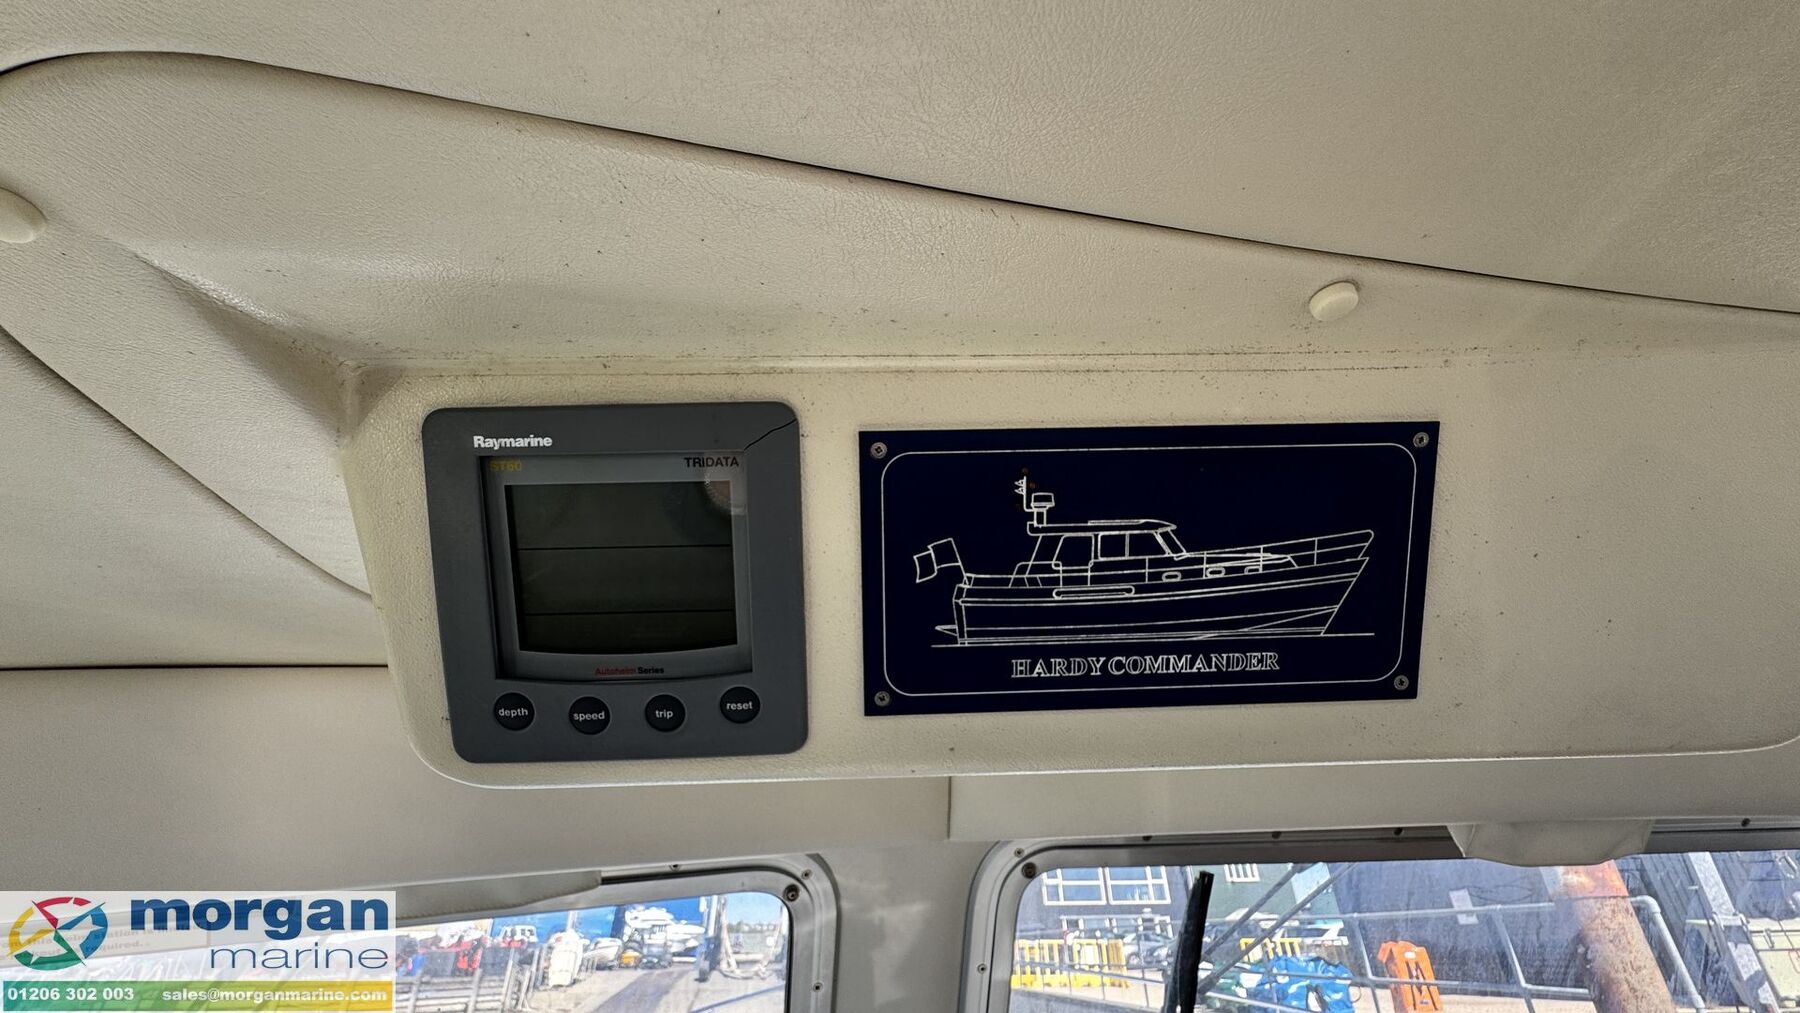 Raymarine
ST60 TRIDATA
Autohelm Series
depth speed trip reset
HARDY COMMANDER
morgan
marine
01206 302 003 sales@morganmarine.com